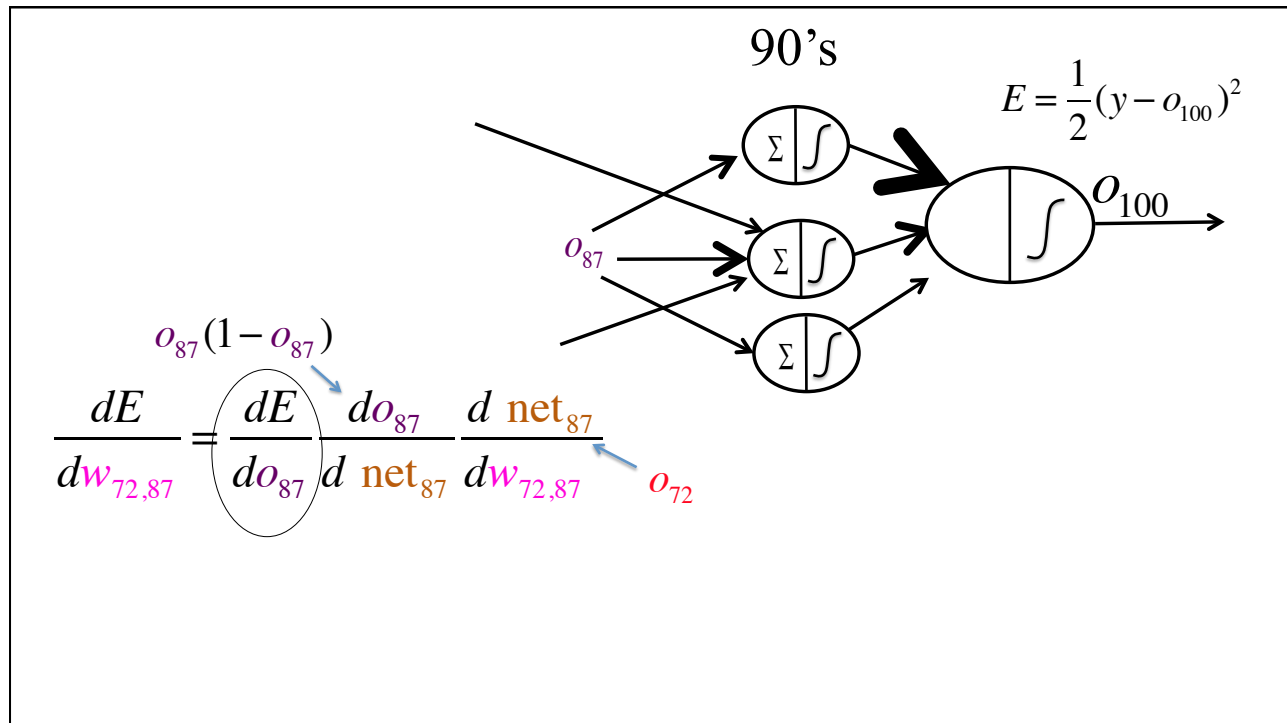 90's
E = 1/2 (y − o₁₀₀)²
Σ ∫
∫ o₁₀₀
o₈₇ Σ ∫
Σ ∫
o₈₇(1 − o₈₇)
dE/dw₇₂,₈₇ = dE/do₈₇ do₈₇/d net₈₇ d net₈₇/dw₇₂,₈₇
o₇₂